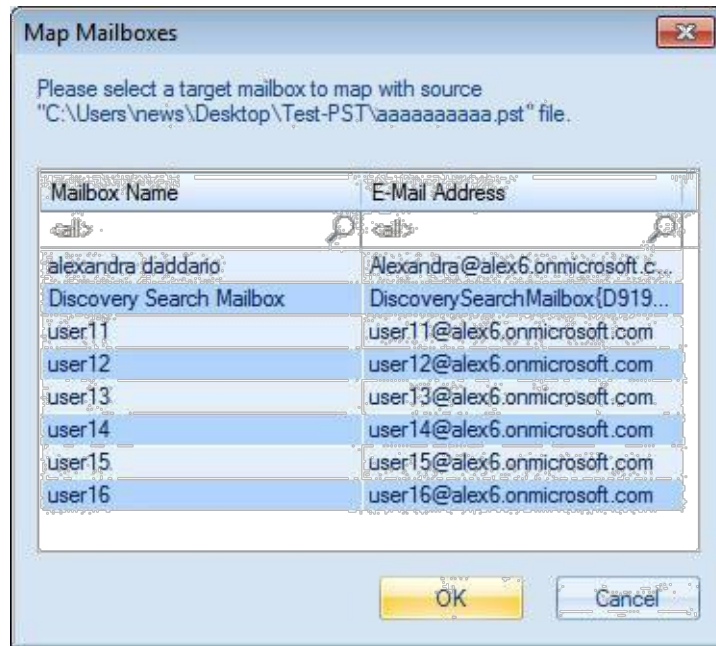 Map Mailboxes
Please select a target mailbox to map with source
"C:\Users\news\Desktop\Test-PST\aaaaaaaaaa.pst" file.
Mailbox Name E-Mail Address
<all> <all>
alexandra daddario Alexandra@alex6.onmicrosoft.c...
Discovery Search Mailbox DiscoverySearchMailbox{D919...
user11 user11@alex6.onmicrosoft.com
user12 user12@alex6.onmicrosoft.com
user13 user13@alex6.onmicrosoft.com
user14 user14@alex6.onmicrosoft.com
user15 user15@alex6.onmicrosoft.com
user16 user16@alex6.onmicrosoft.com
OK Cancel